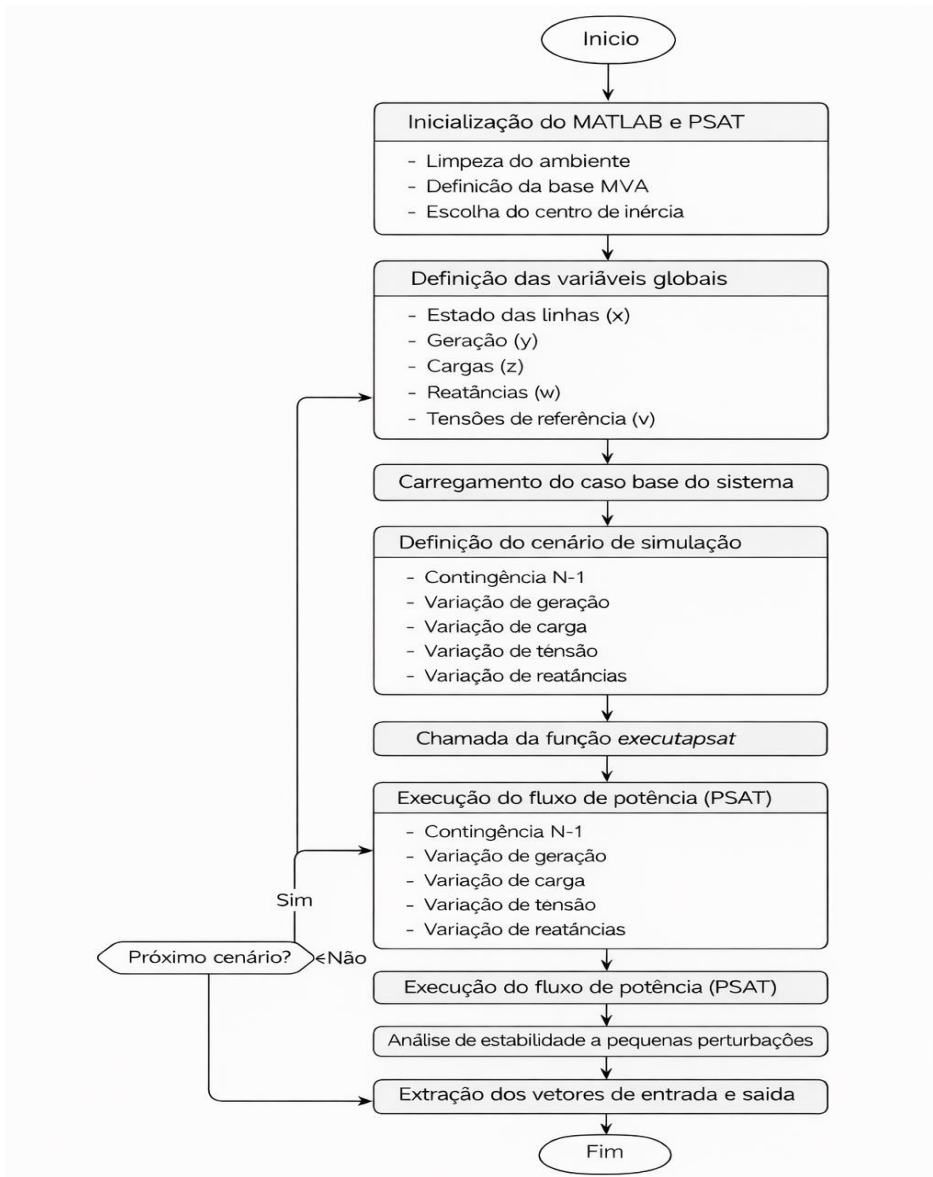 Inicio
Inicialização do MATLAB e PSAT
- Limpeza do ambiente
- Definicão da base MVA
- Escolha do centro de inércia
Definição das variãveis globais
- Estado das linhas (x)
- Geração (y)
- Cargas (z)
- Reatâncias (w)
- Tensões de referência (v)
Carregamento do caso base do sistema
Definição do cenário de simulação
- Contingência N-1
- Variação de geração
- Variação de carga
- Variação de ténsão
- Variação de reatâncias
Chamada da função executapsat
Execução do fluxo de potência (PSAT)
- Contingência N-1
- Variação de geração
- Variação de carga
- Variação de tensão
- Variação de reatâncias
Sim
Próximo cenário?
Não
Execução do fluxo de potência (PSAT)
Análise de estabilidade a pequenas perturbações
Extração dos vetores de entrada e saida
Fim